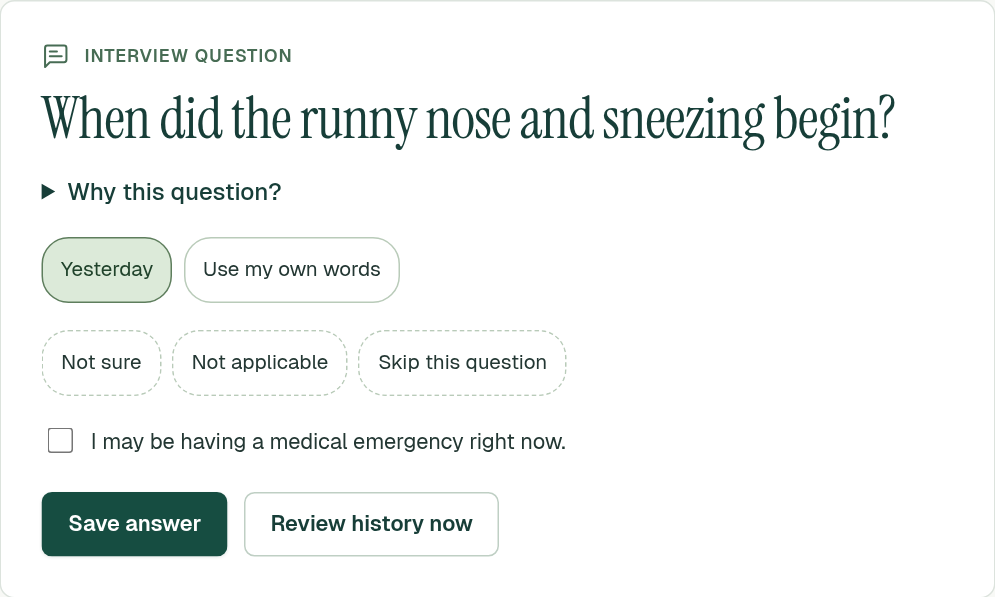 INTERVIEW QUESTION
When did the runny nose and sneezing begin?
Why this question?
Yesterday Use my own words
Not sure Not applicable Skip this question
I may be having a medical emergency right now.
Save answer Review history now